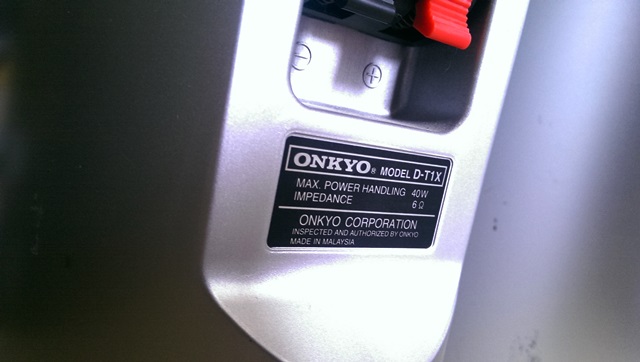 ⊖ ⊕
ONKYO® MODEL D-T1X
MAX. POWER HANDLING 40W
IMPEDANCE 6 Ω
ONKYO CORPORATION
INSPECTED AND AUTHORIZED BY ONKYO
MADE IN MALAYSIA